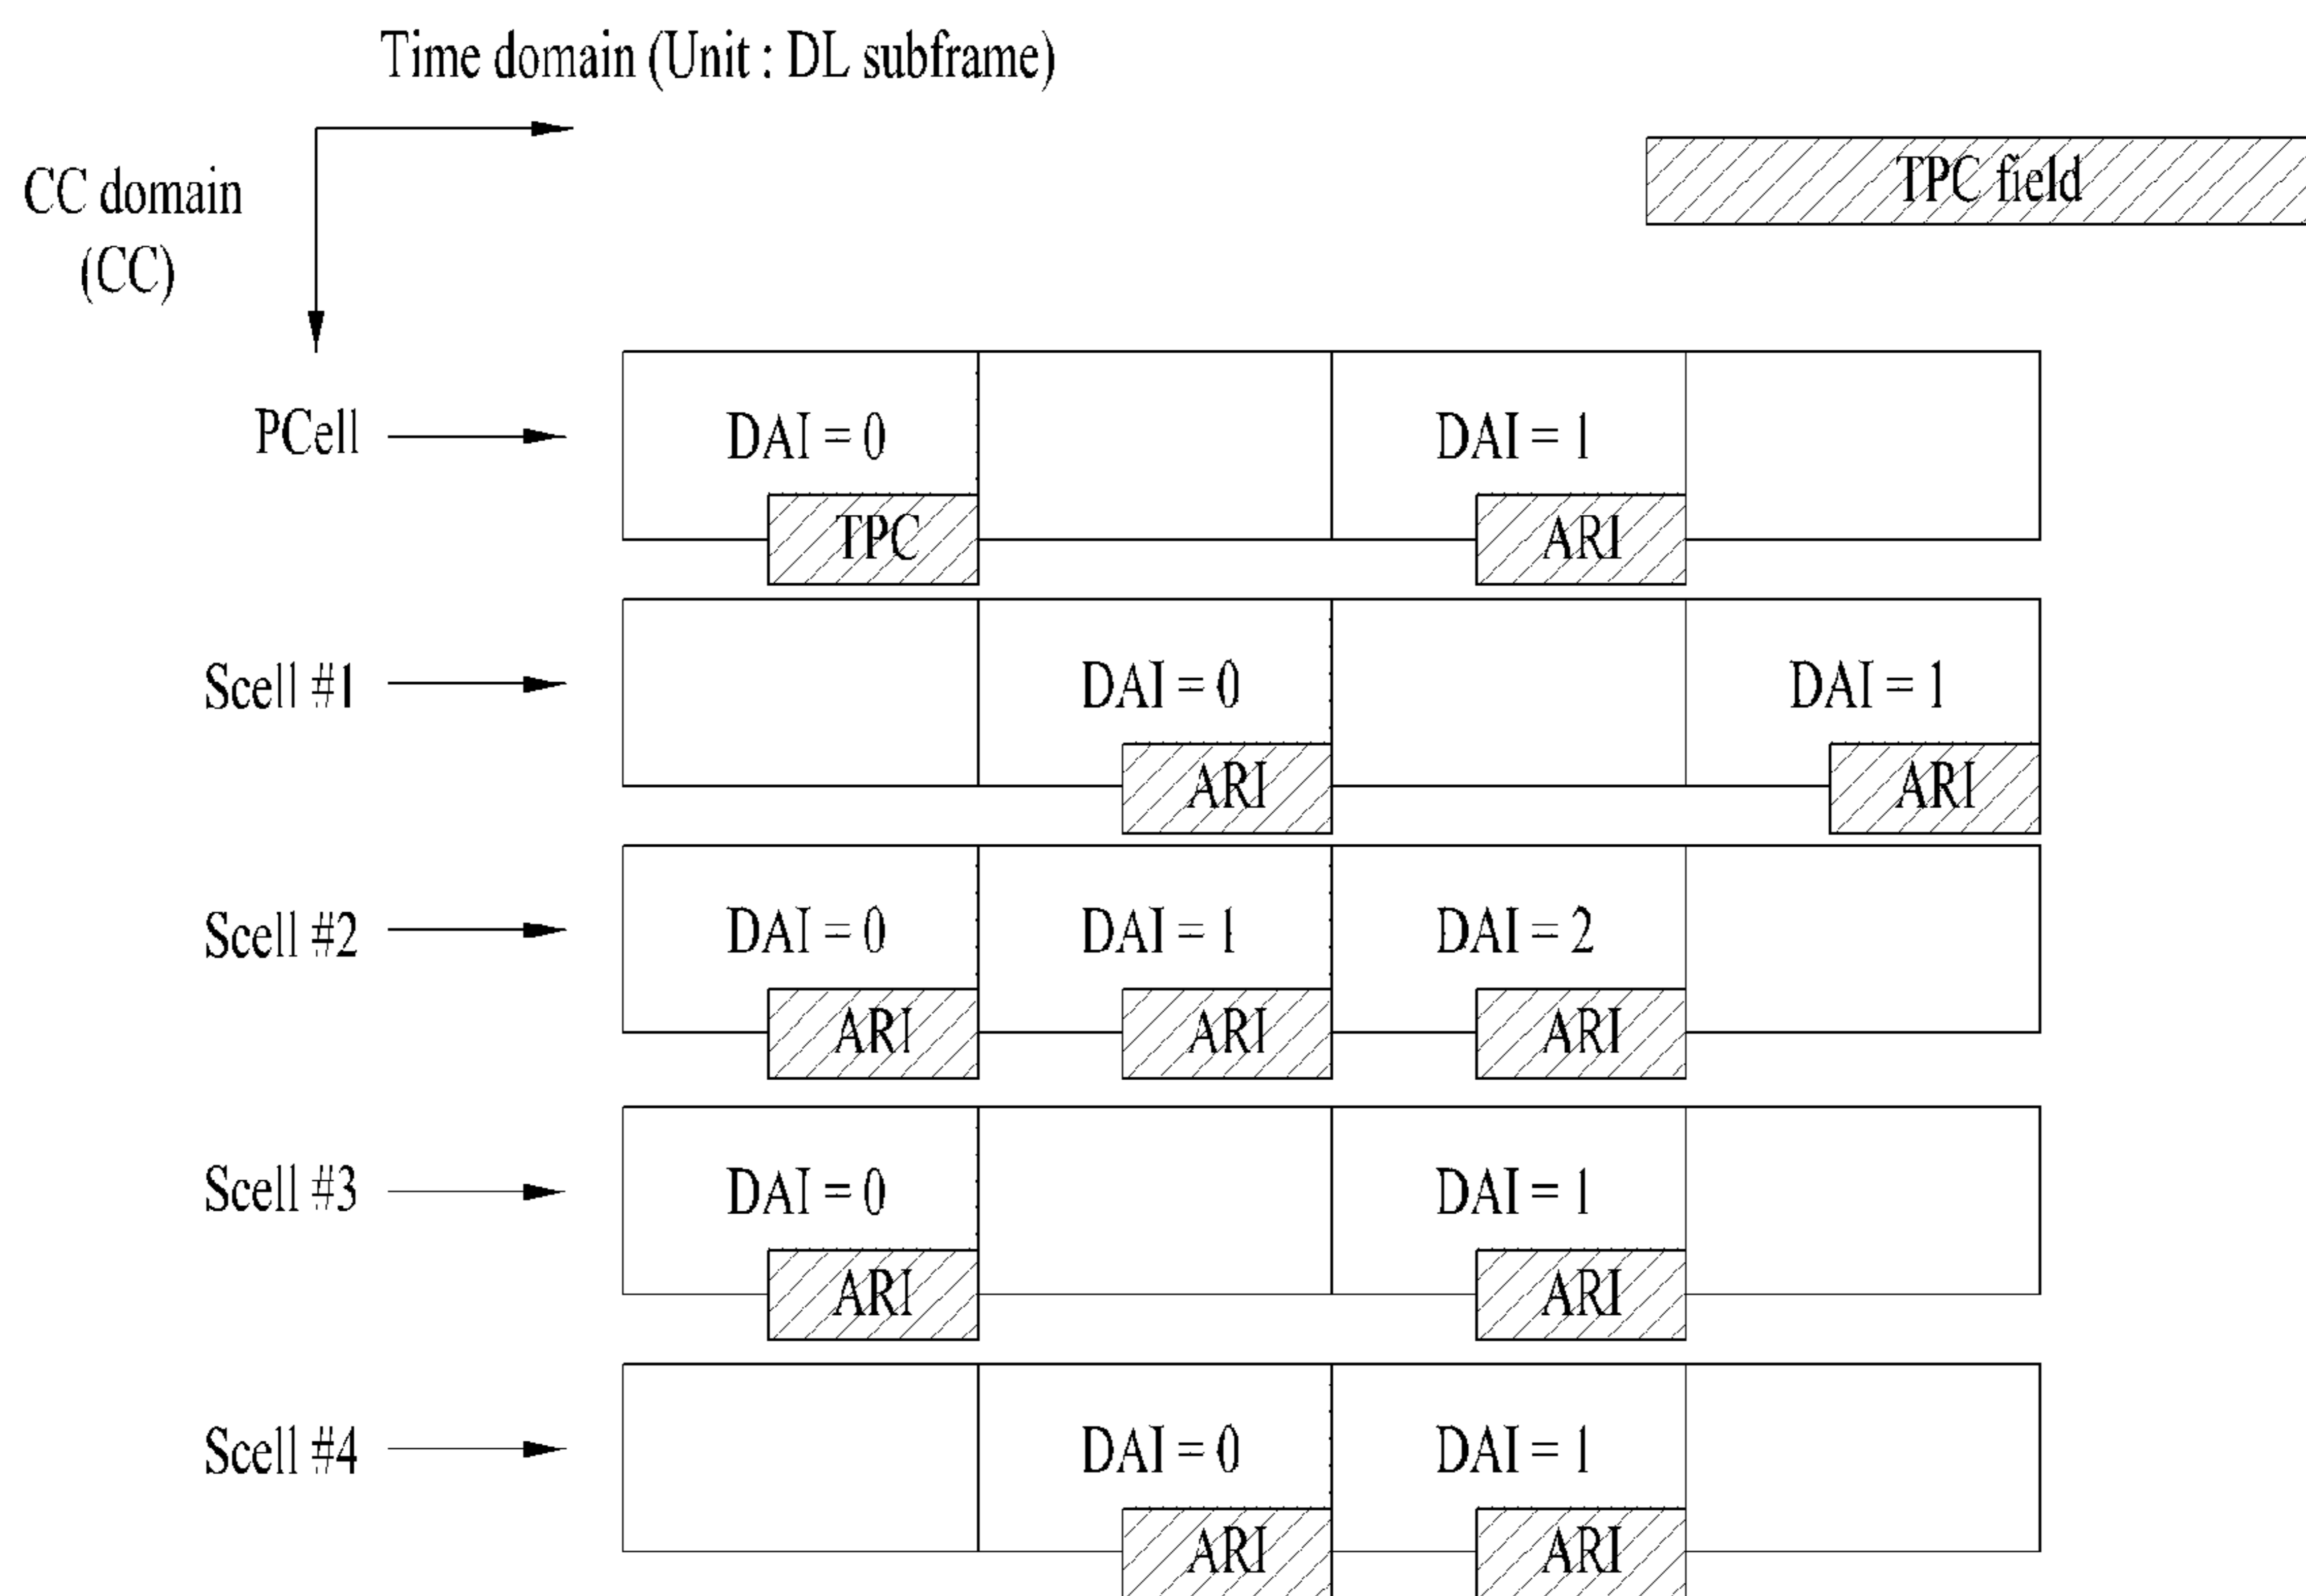 Time domain (Unit : DL subframe)
CC domain
(CC)
TPC field
PCell
DAI = 0
DAI = 1
TPC
ARI
Scell #1
DAI = 0
DAI = 1
ARI
ARI
Scell #2
DAI = 0
DAI = 1
DAI = 2
ARI
ARI
ARI
Scell #3
DAI = 0
DAI = 1
ARI
ARI
Scell #4
DAI = 0
DAI = 1
ARI
ARI